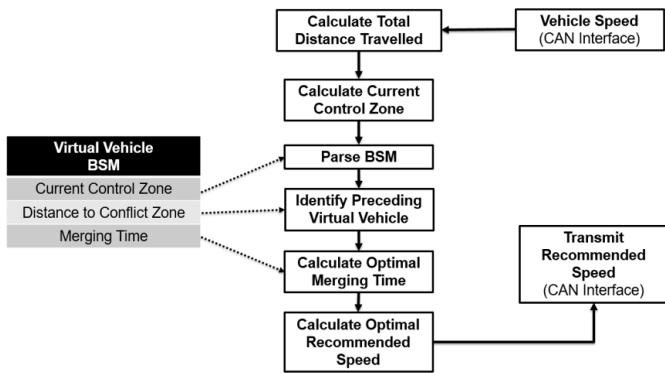 Calculate Total
Distance Travelled
Vehicle Speed
(CAN Interface)
Calculate Current
Control Zone
Virtual Vehicle
BSM
Current Control Zone
Distance to Conflict Zone
Merging Time
Parse BSM
Identify Preceding
Virtual Vehicle
Calculate Optimal
Merging Time
Transmit
Recommended
Speed
(CAN Interface)
Calculate Optimal
Recommended
Speed